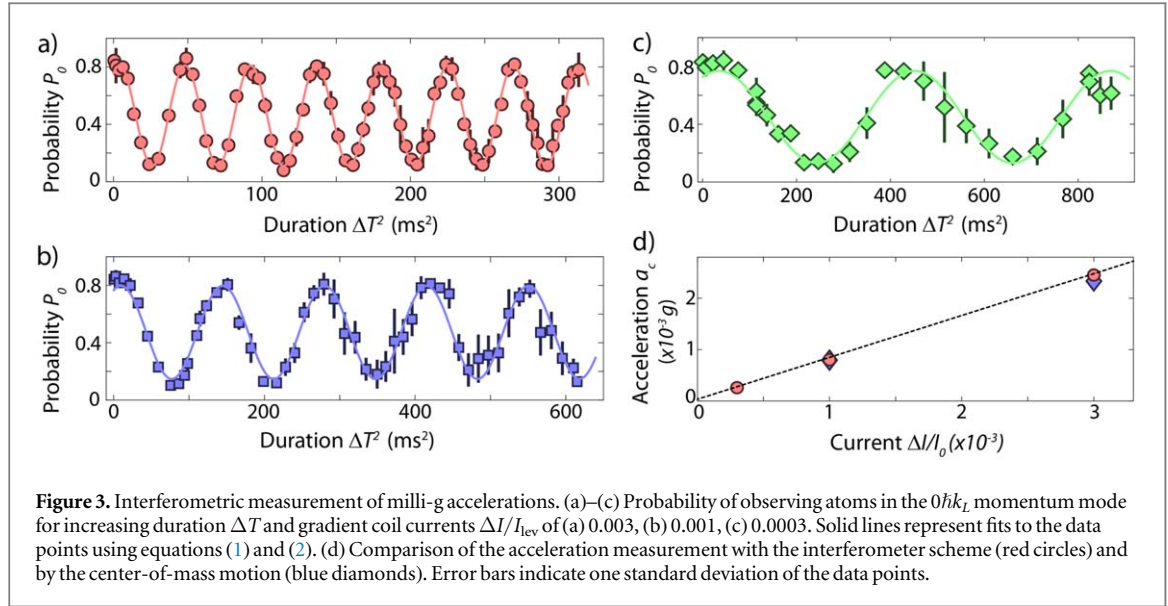 a)
Probability P₀
0.8
0.4
0
0 100 200 300
Duration ΔT² (ms²)
b)
Probability P₀
0.8
0.4
0
0 200 400 600
Duration ΔT² (ms²)
c)
Probability P₀
0.8
0.4
0
0 200 400 600 800
Duration ΔT² (ms²)
d)
Acceleration a_c
(x10⁻³ g)
2
1
0
0 1 2 3
Current ΔI/I₀ (x10⁻³)
Figure 3. Interferometric measurement of milli-g accelerations. (a)–(c) Probability of observing atoms in the 0ℏk_L momentum mode
for increasing duration ΔT and gradient coil currents ΔI/I_lev of (a) 0.003, (b) 0.001, (c) 0.0003. Solid lines represent fits to the data
points using equations (1) and (2). (d) Comparison of the acceleration measurement with the interferometer scheme (red circles) and
by the center-of-mass motion (blue diamonds). Error bars indicate one standard deviation of the data points.